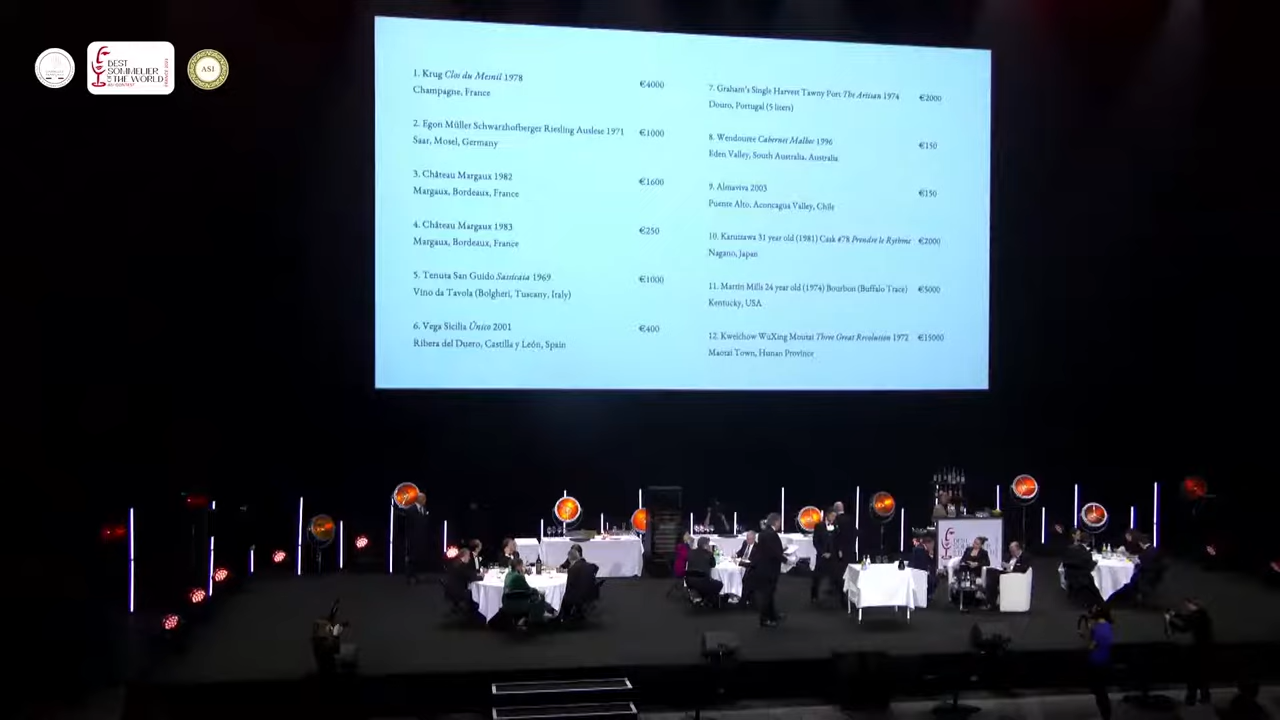 BEST
SOMMELIER
OF THE WORLD
ASI
1. Krug Clos du Mesnil 1978
€4000
Champagne, France
2. Egon Müller Schwarzhofberger Riesling Auslese 1971
€1000
Saar, Mosel, Germany
3. Château Margaux 1982
€1600
Margaux, Bordeaux, France
4. Château Margaux 1983
€250
Margaux, Bordeaux, France
5. Tenuta San Guido Sassicaia 1969
€1000
Vino da Tavola (Bolgheri, Tuscany, Italy)
6. Vega Sicilia Único 2001
€400
Ribera del Duero, Castilla y León, Spain
7. Graham's Single Harvest Tawny Port The Artisan 1974
€2000
Douro, Portugal (5 liters)
8. Wendouree Cabernet Malbec 1996
€150
Eden Valley, South Australia, Australia
9. Almaviva 2003
€150
Puente Alto, Aconcagua Valley, Chile
10. Karuizawa 31 year old (1981) Cask #78 Prendre le Rythme
€2000
Nagano, Japan
11. Martin Mills 24 year old (1974) Bourbon (Buffalo Trace)
€5000
Kentucky, USA
12. Kweichow WuXing Moutai Three Great Revolution 1972
€15000
Maotai Town, Hunan Province
BEST
SOMMELIER
OF THE WORLD